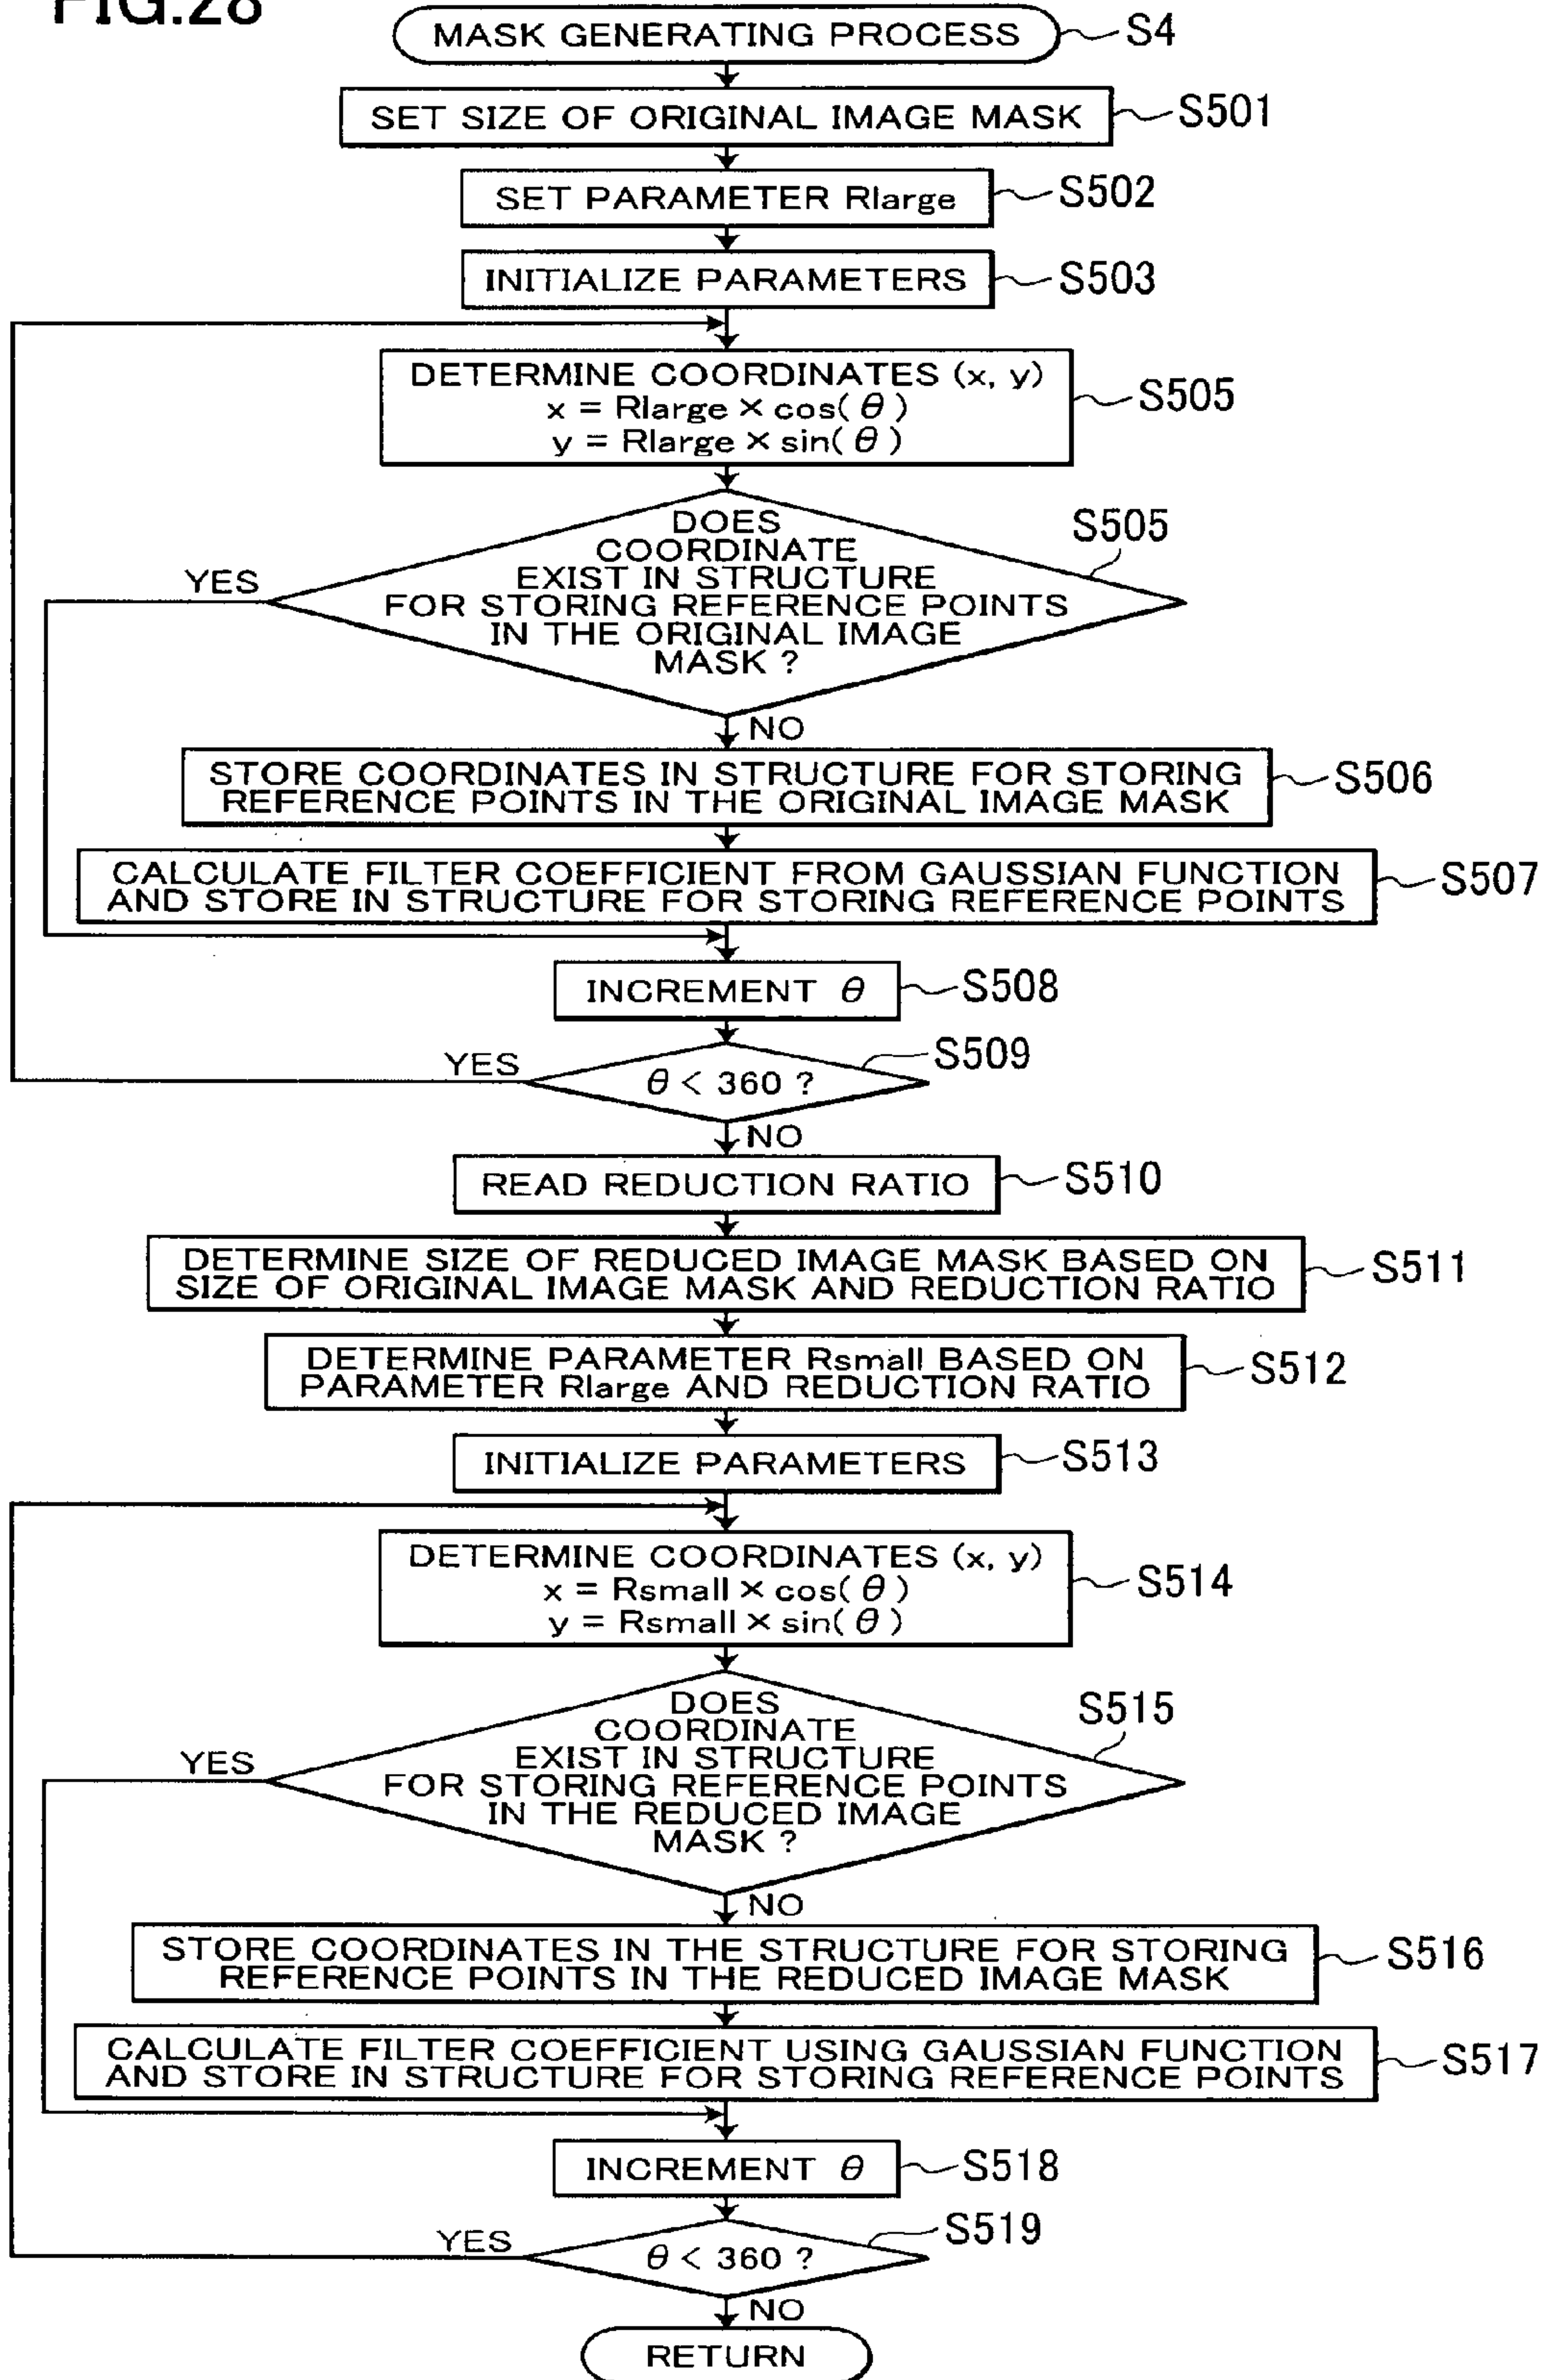 FIG.28
MASK GENERATING PROCESS S4
SET SIZE OF ORIGINAL IMAGE MASK S501
SET PARAMETER Rlarge S502
INITIALIZE PARAMETERS S503
DETERMINE COORDINATES (x, y)
x = Rlarge × cos( θ )
y = Rlarge × sin( θ )
S505
DOES
COORDINATE
EXIST IN STRUCTURE
FOR STORING REFERENCE POINTS
IN THE ORIGINAL IMAGE
MASK ?
S505
YES
NO
STORE COORDINATES IN STRUCTURE FOR STORING
REFERENCE POINTS IN THE ORIGINAL IMAGE MASK
S506
CALCULATE FILTER COEFFICIENT FROM GAUSSIAN FUNCTION
AND STORE IN STRUCTURE FOR STORING REFERENCE POINTS
S507
INCREMENT θ S508
YES
θ < 360 ?
S509
NO
READ REDUCTION RATIO S510
DETERMINE SIZE OF REDUCED IMAGE MASK BASED ON
SIZE OF ORIGINAL IMAGE MASK AND REDUCTION RATIO
S511
DETERMINE PARAMETER Rsmall BASED ON
PARAMETER Rlarge AND REDUCTION RATIO
S512
INITIALIZE PARAMETERS S513
DETERMINE COORDINATES (x, y)
x = Rsmall × cos( θ )
y = Rsmall × sin( θ )
S514
DOES
COORDINATE
EXIST IN STRUCTURE
FOR STORING REFERENCE POINTS
IN THE REDUCED IMAGE
MASK ?
S515
YES
NO
STORE COORDINATES IN THE STRUCTURE FOR STORING
REFERENCE POINTS IN THE REDUCED IMAGE MASK
S516
CALCULATE FILTER COEFFICIENT USING GAUSSIAN FUNCTION
AND STORE IN STRUCTURE FOR STORING REFERENCE POINTS
S517
INCREMENT θ S518
YES
θ < 360 ?
S519
NO
RETURN